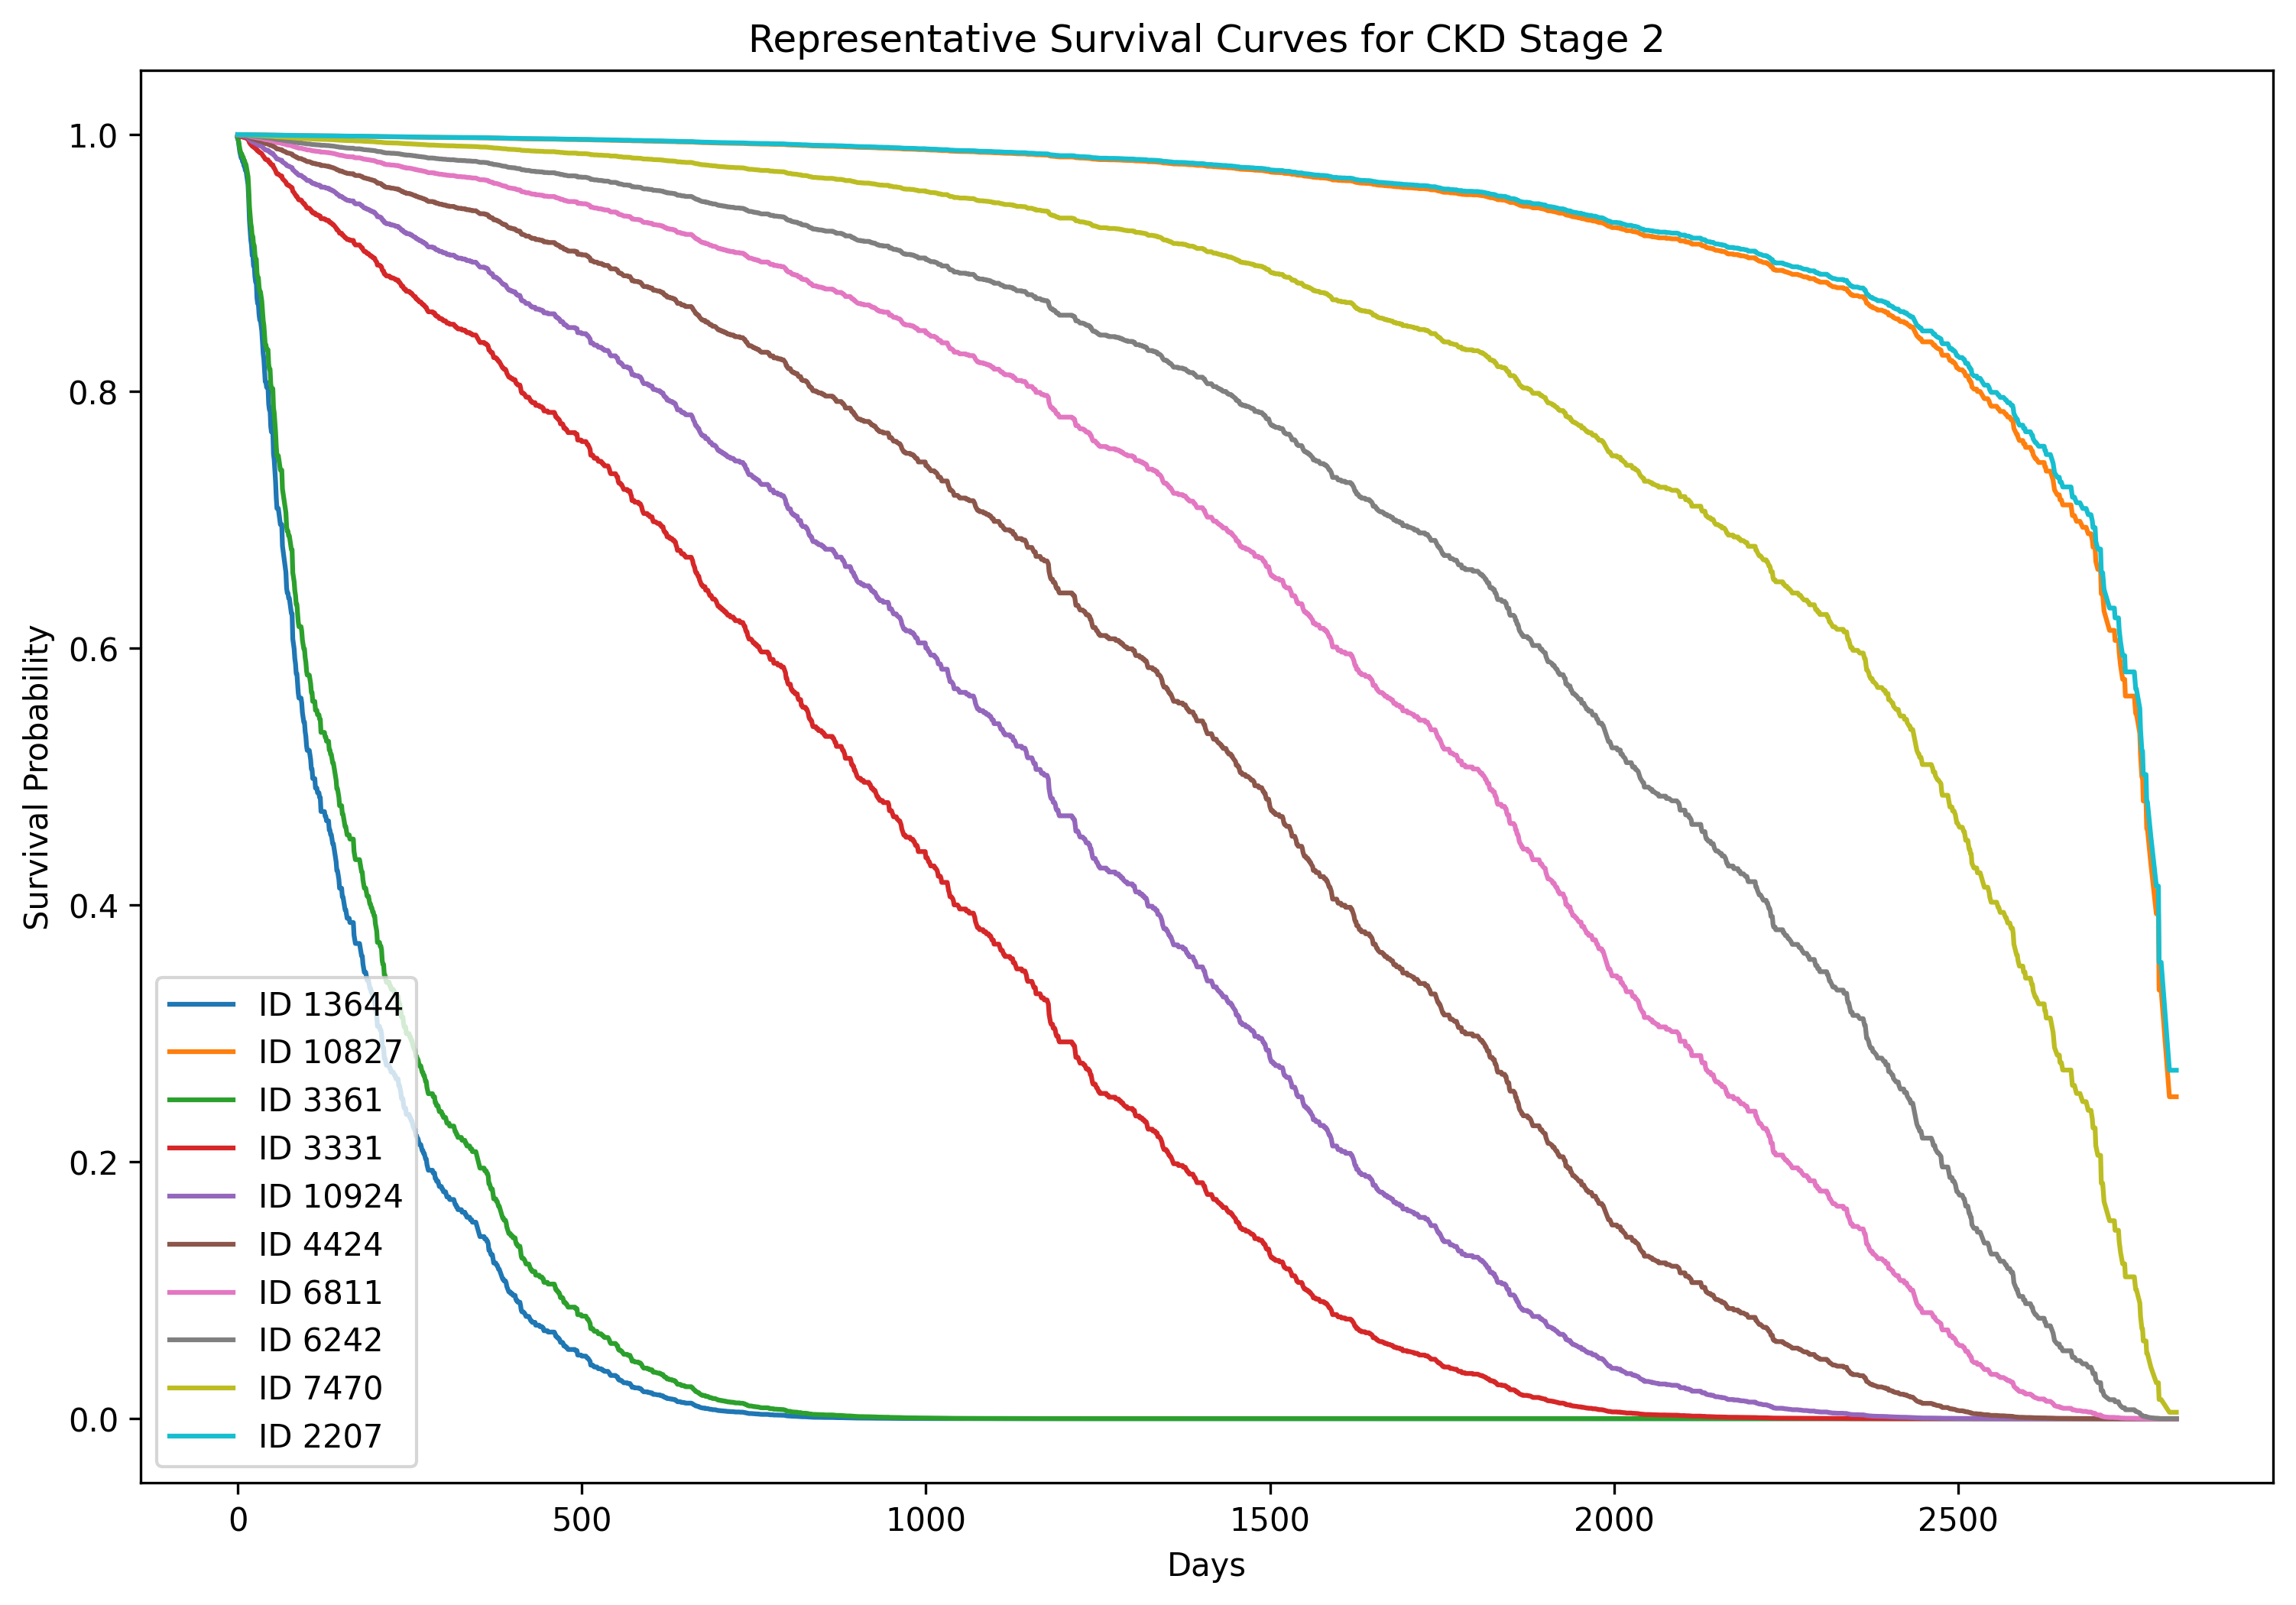 Representative Survival Curves for CKD Stage 2
1.0
0.8
0.6
0.4
0.2
0.0
Survival Probability
ID 13644
ID 10827
ID 3361
ID 3331
ID 10924
ID 4424
ID 6811
ID 6242
ID 7470
ID 2207
0 500 1000 1500 2000 2500
Days